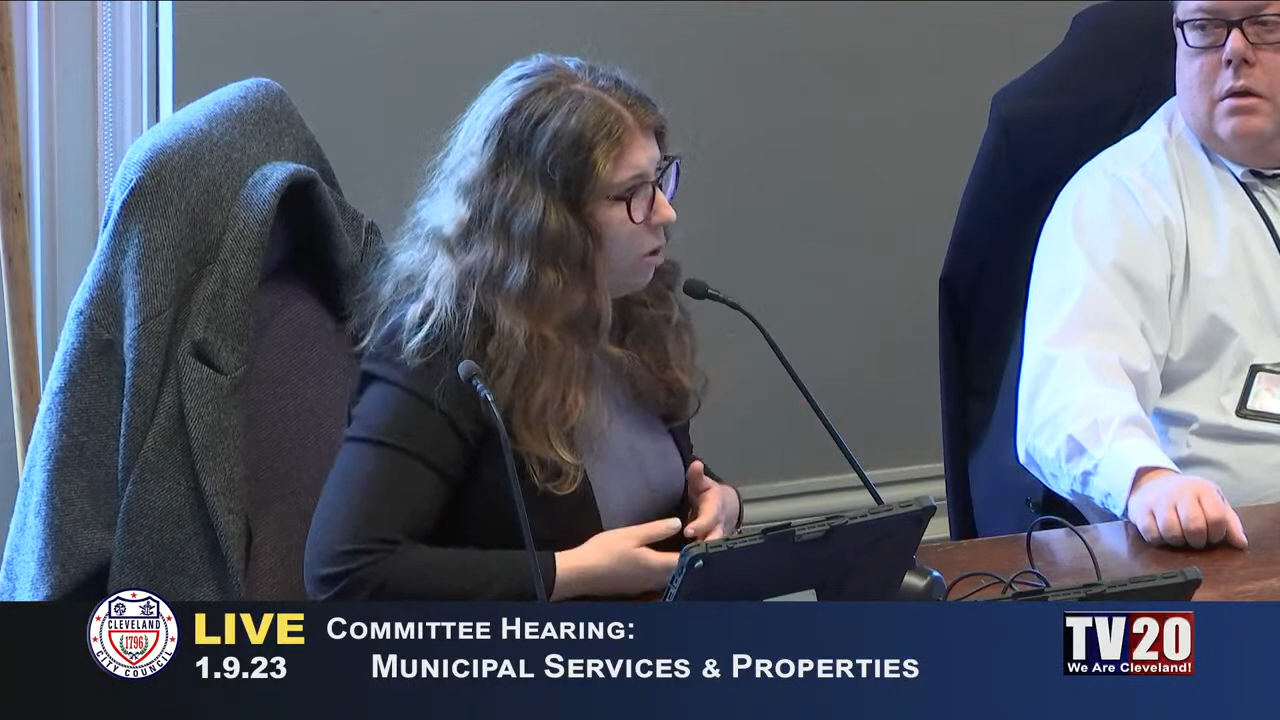 CLEVELAND
1796
CITY COUNCIL
LIVE
1.9.23
COMMITTEE HEARING:
MUNICIPAL SERVICES & PROPERTIES
TV20
We Are Cleveland!